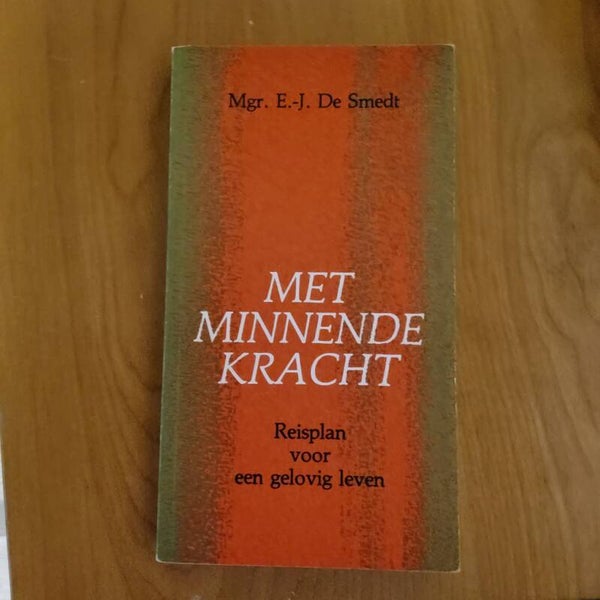 Mgr. E.-J. De Smedt
MET
MINNENDE
KRACHT
Reisplan
voor
een gelovig leven